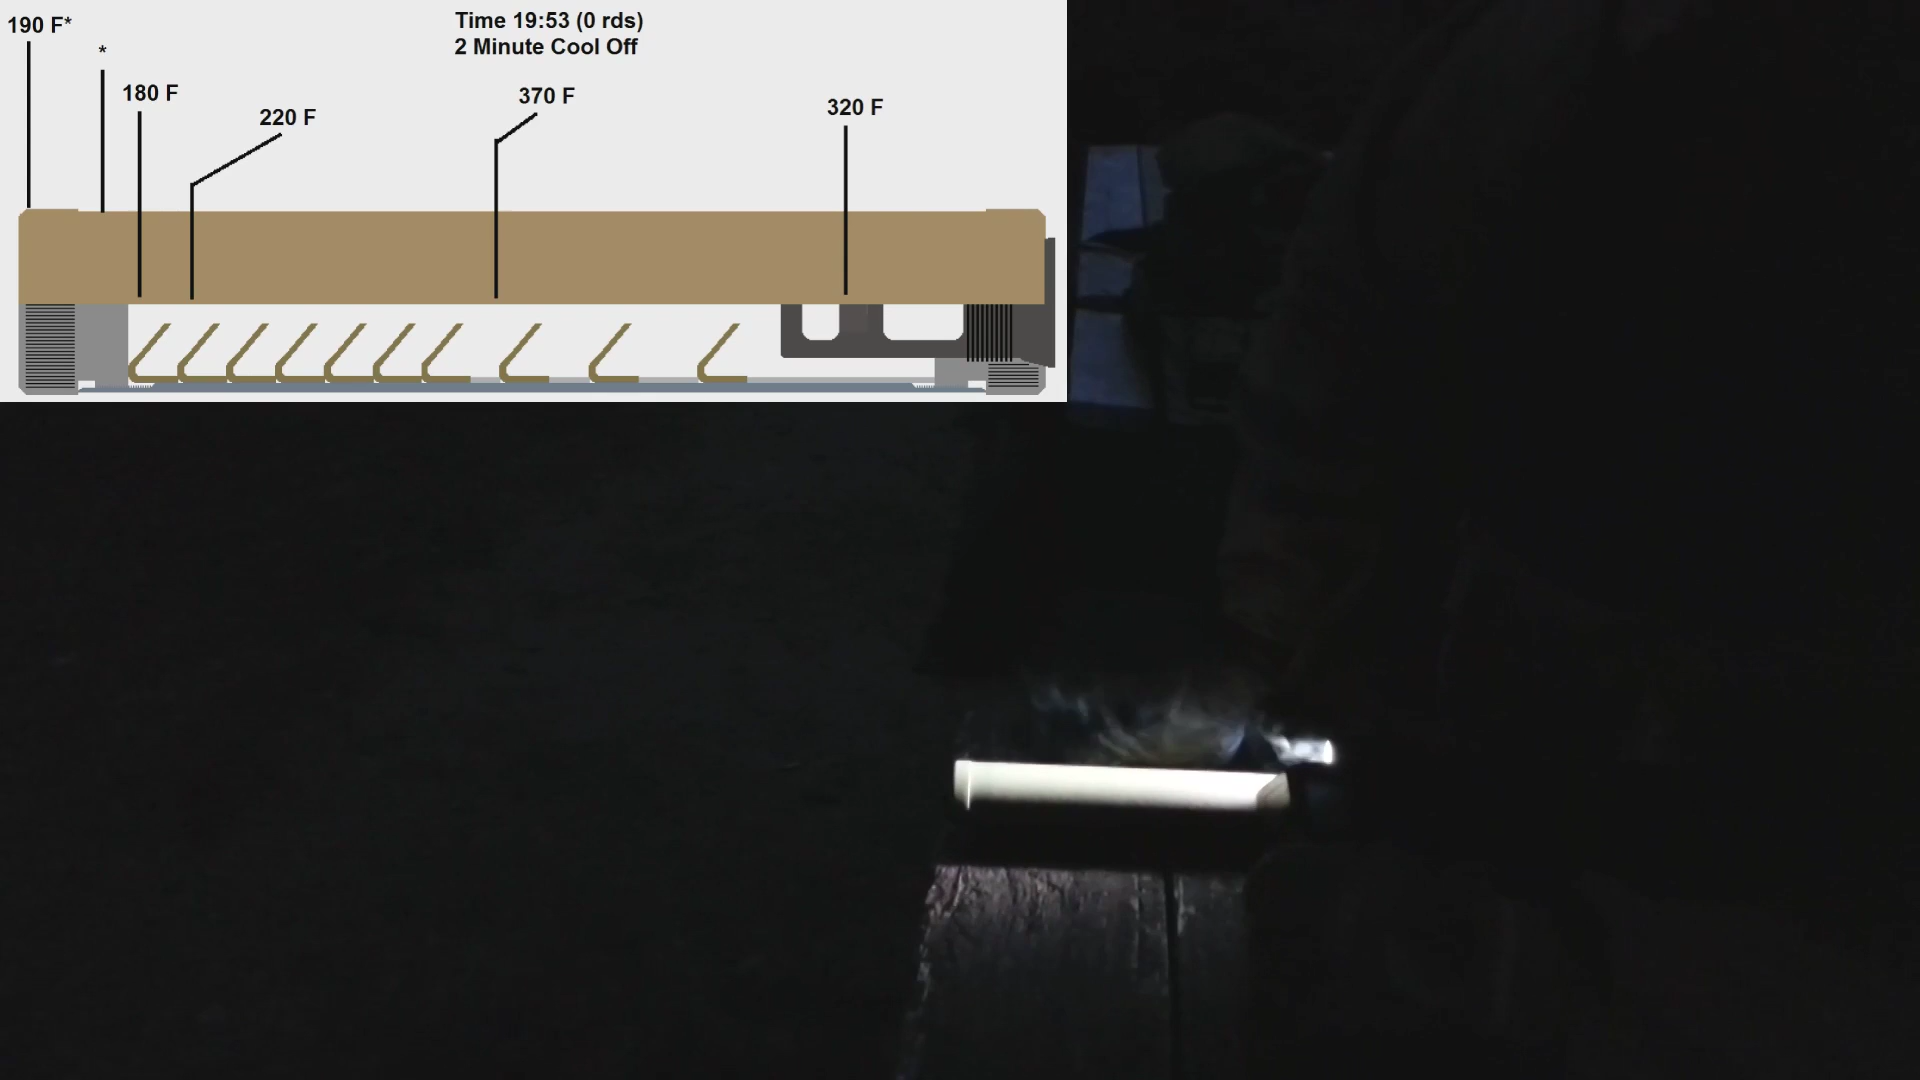 190 F*
*
Time 19:53 (0 rds)
2 Minute Cool Off
180 F
220 F
370 F
320 F